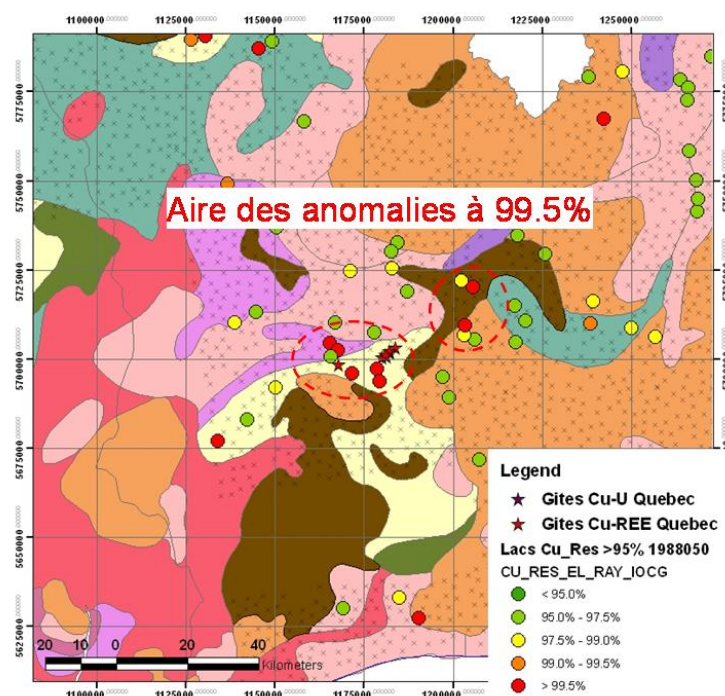 1100000 1125000 1150000 1175000 1200000 1225000 1250000
5775000
5750000
Aire des anomalies à 99.5%
5725000
5700000
5675000
5650000
5625000
Legend
Gites Cu-U Quebec
Gites Cu-REE Quebec
Lacs Cu_Res >95% 1988050
CU_RES_EL_RAY_IOCG
< 95.0%
95.0% - 97.5%
97.5% - 99.0%
99.0% - 99.5%
> 99.5%
20 10 0 20 40
Kilometers
1100000 1125000 1150000 1175000 1200000